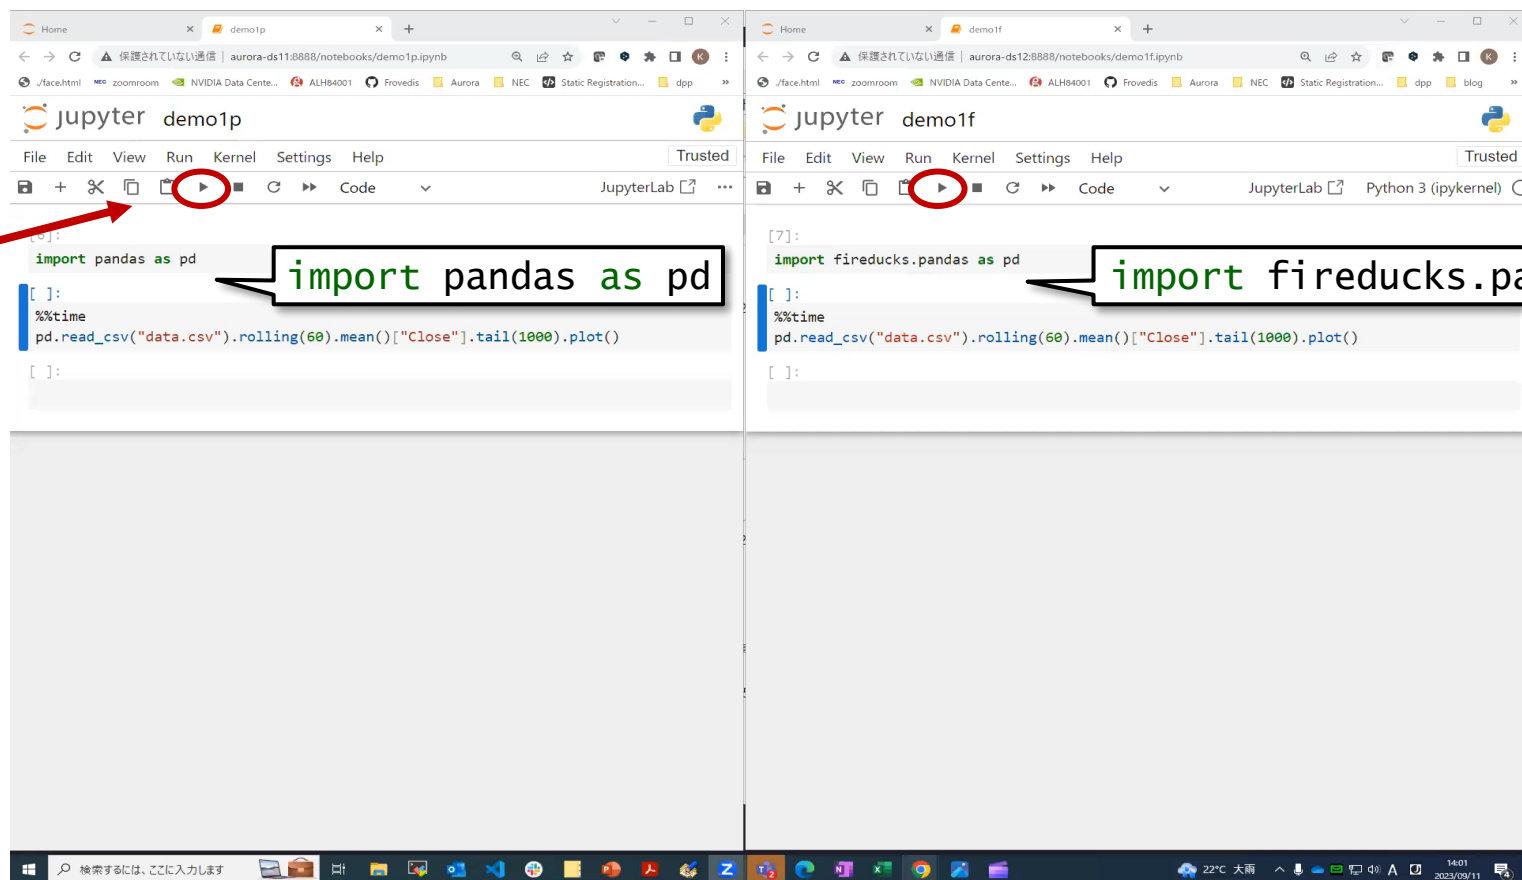 Home
demo1p
保護されていない通信 | aurora-ds11:8888/notebooks/demo1p.ipynb
./face.html NEC zoomroom NVIDIA Data Cente... ALH84001 Frovedis Aurora NEC Static Registration... dpp »
jupyter demo1p
File Edit View Run Kernel Settings Help
Trusted
Code
JupyterLab
[6]:
import pandas as pd
import pandas as pd
[ ]:
%%time
pd.read_csv("data.csv").rolling(60).mean()["Close"].tail(1000).plot()
[ ]:
Home
demo1f
保護されていない通信 | aurora-ds12:8888/notebooks/demo1f.ipynb
./face.html NEC zoomroom NVIDIA Data Cente... ALH84001 Frovedis Aurora NEC Static Registration... dpp blog »
jupyter demo1f
File Edit View Run Kernel Settings Help
Trusted
Code
JupyterLab Python 3 (ipykernel)
[7]:
import fireducks.pandas as pd
import fireducks.pa
[ ]:
%%time
pd.read_csv("data.csv").rolling(60).mean()["Close"].tail(1000).plot()
[ ]:
検索するには、ここに入力します
22°C 大雨
A
14:01
2023/09/11